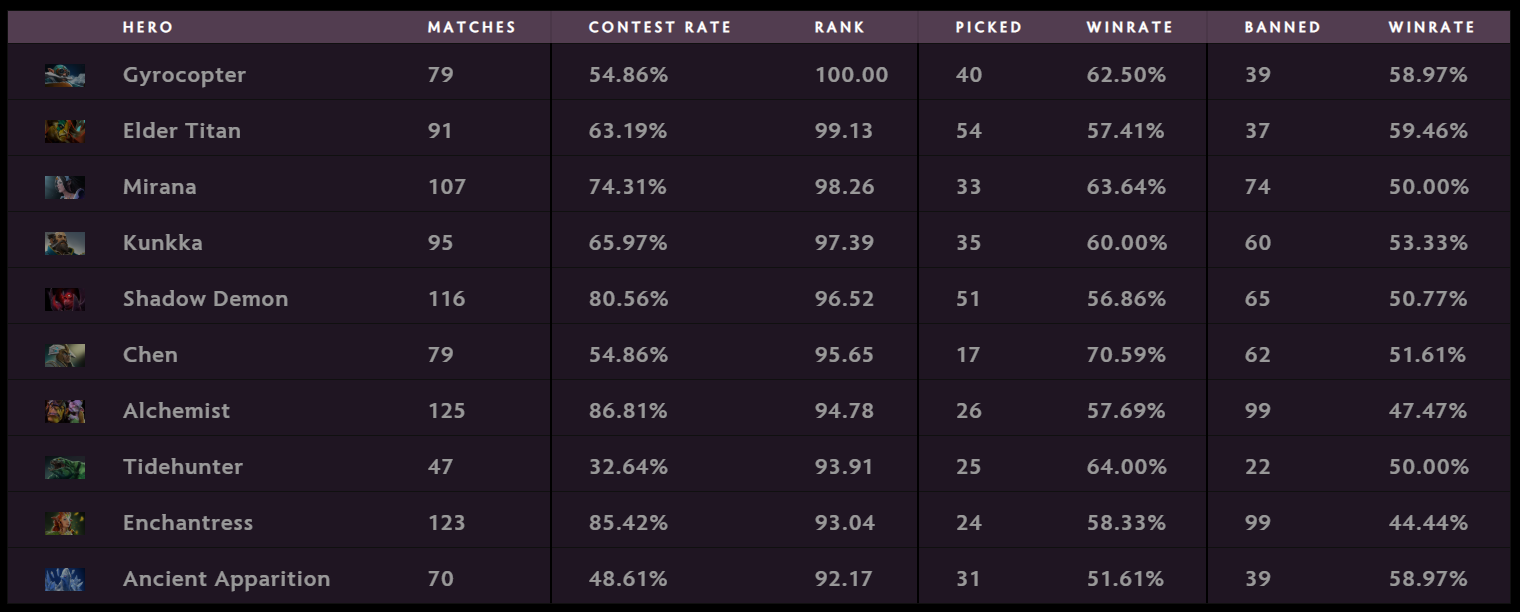 HERO MATCHES CONTEST RATE RANK PICKED WINRATE BANNED WINRATE
Gyrocopter 79 54.86% 100.00 40 62.50% 39 58.97%
Elder Titan 91 63.19% 99.13 54 57.41% 37 59.46%
Mirana 107 74.31% 98.26 33 63.64% 74 50.00%
Kunkka 95 65.97% 97.39 35 60.00% 60 53.33%
Shadow Demon 116 80.56% 96.52 51 56.86% 65 50.77%
Chen 79 54.86% 95.65 17 70.59% 62 51.61%
Alchemist 125 86.81% 94.78 26 57.69% 99 47.47%
Tidehunter 47 32.64% 93.91 25 64.00% 22 50.00%
Enchantress 123 85.42% 93.04 24 58.33% 99 44.44%
Ancient Apparition 70 48.61% 92.17 31 51.61% 39 58.97%